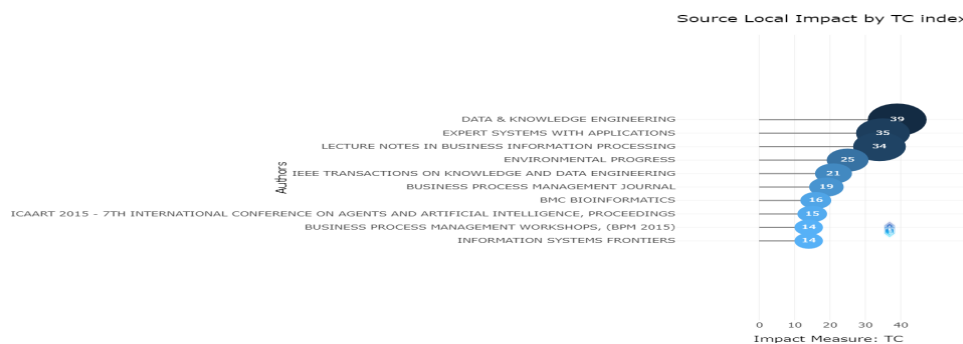 Source Local Impact by TC index
DATA & KNOWLEDGE ENGINEERING 39
EXPERT SYSTEMS WITH APPLICATIONS 35
LECTURE NOTES IN BUSINESS INFORMATION PROCESSING 34
ENVIRONMENTAL PROGRESS 25
IEEE TRANSACTIONS ON KNOWLEDGE AND DATA ENGINEERING 21
BUSINESS PROCESS MANAGEMENT JOURNAL 19
BMC BIOINFORMATICS 16
ICAART 2015 - 7TH INTERNATIONAL CONFERENCE ON AGENTS AND ARTIFICIAL INTELLIGENCE, PROCEEDINGS 15
BUSINESS PROCESS MANAGEMENT WORKSHOPS, (BPM 2015) 14
INFORMATION SYSTEMS FRONTIERS 14
Authors
0 10 20 30 40
Impact Measure: TC